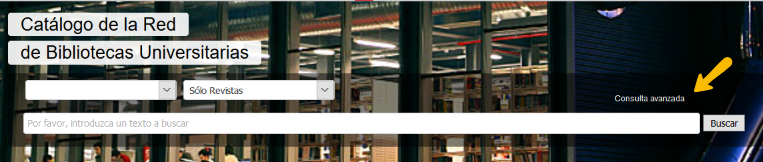 Catálogo de la Red
de Bibliotecas Universitarias
Sólo Revistas
Consulta avanzada
Por favor, introduzca un texto a buscar
Buscar